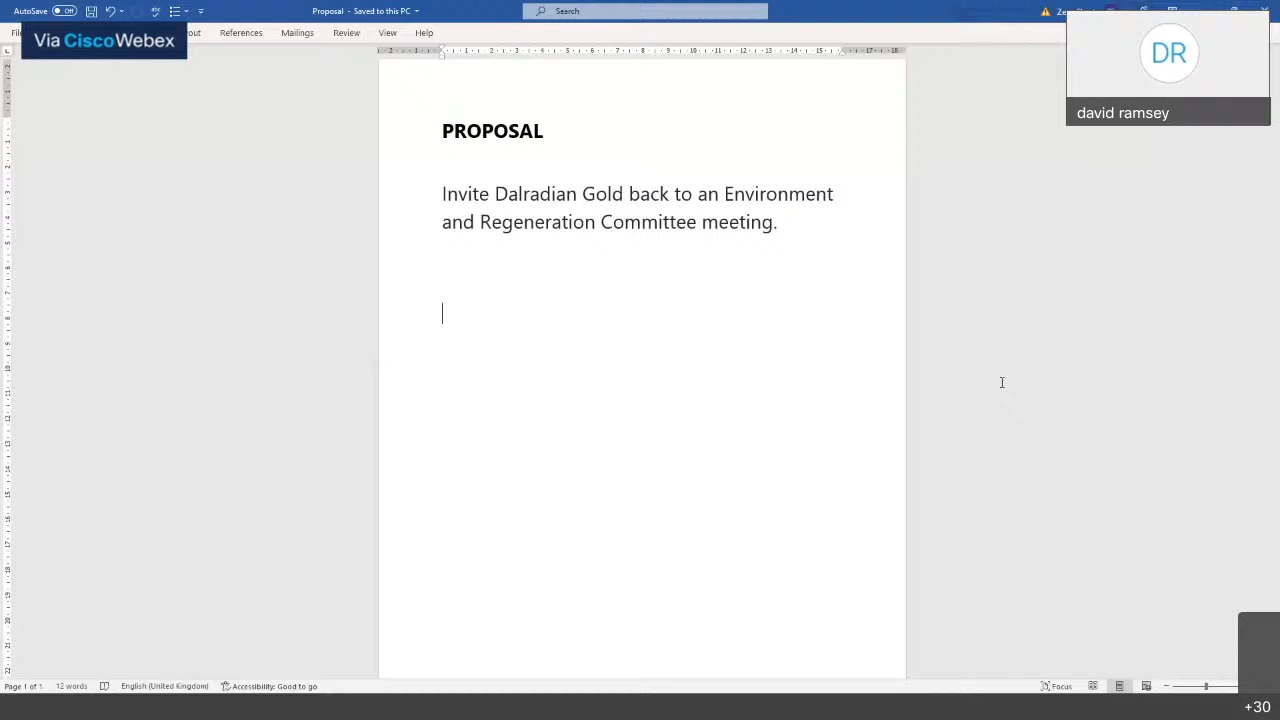 AutoSave Off Proposal - Saved to this PC Search
Via CiscoWebex References Mailings Review View Help
DR
david ramsey
PROPOSAL
Invite Dalradian Gold back to an Environment
and Regeneration Committee meeting.
Page 1 of 1 12 words English (United Kingdom) Accessibility: Good to go Focus
+30